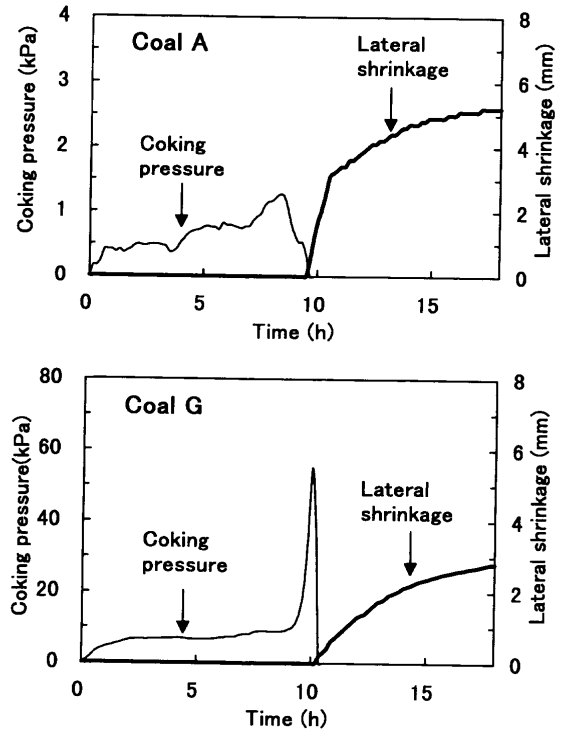 Coal A
Coking pressure (kPa)
4
3
2
1
0
Coking
pressure
Lateral
shrinkage
8
6
4
2
0
Lateral shrinkage (mm)
0
5
10
15
Time (h)
Coal G
Coking pressure(kPa)
80
60
40
20
0
Coking
pressure
Lateral
shrinkage
8
6
4
2
0
Lateral shrinkage (mm)
0
5
10
15
Time (h)